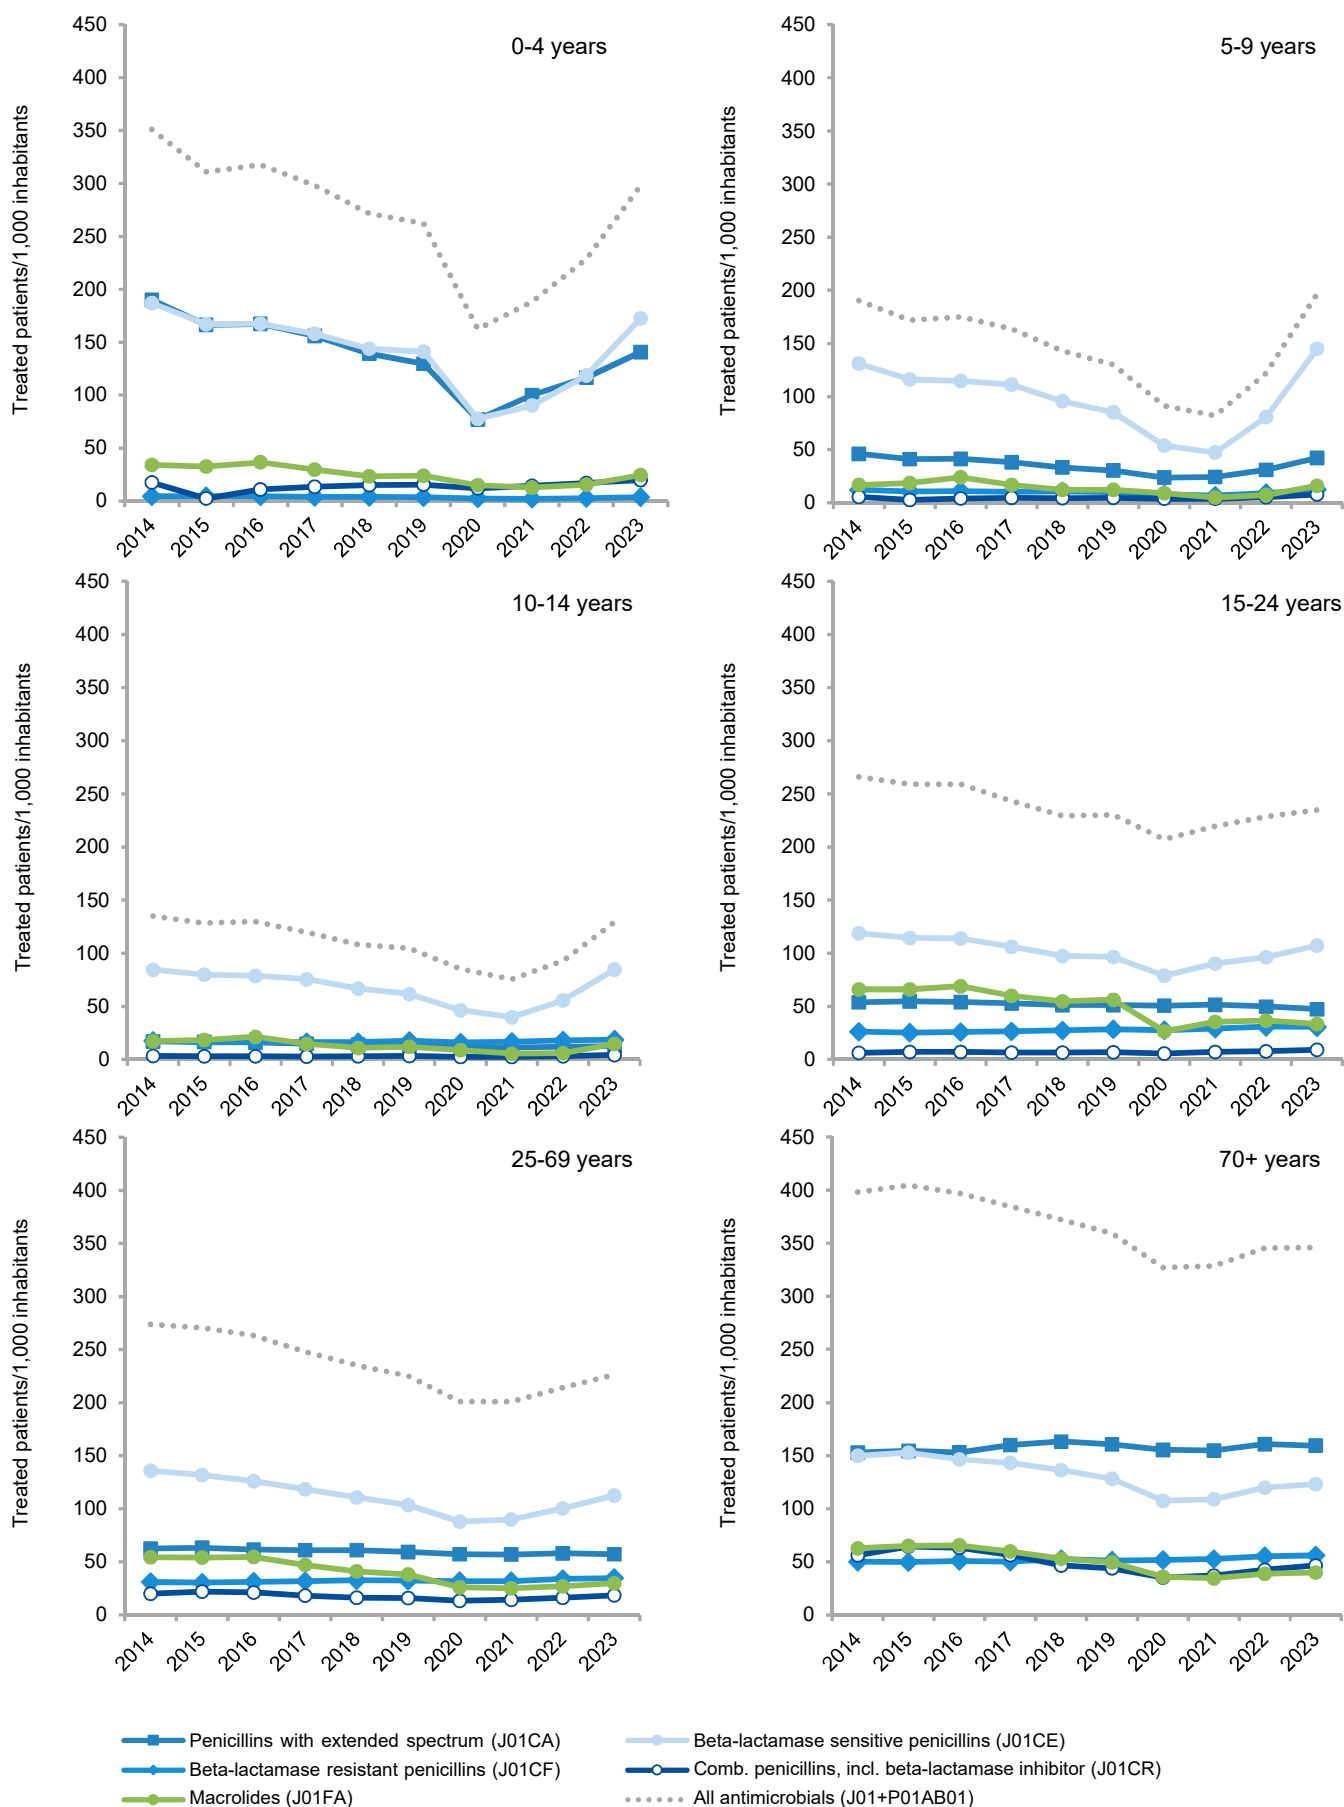 0-4 years
Treated patients/1,000 inhabitants
450
400
350
300
250
200
150
100
50
0
2014 2015 2016 2017 2018 2019 2020 2021 2022 2023
5-9 years
Treated patients/1,000 inhabitants
450
400
350
300
250
200
150
100
50
0
2014 2015 2016 2017 2018 2019 2020 2021 2022 2023
10-14 years
Treated patients/1,000 inhabitants
450
400
350
300
250
200
150
100
50
0
2014 2015 2016 2017 2018 2019 2020 2021 2022 2023
15-24 years
Treated patients/1,000 inhabitants
450
400
350
300
250
200
150
100
50
0
2014 2015 2016 2017 2018 2019 2020 2021 2022 2023
25-69 years
Treated patients/1,000 inhabitants
450
400
350
300
250
200
150
100
50
0
2014 2015 2016 2017 2018 2019 2020 2021 2022 2023
70+ years
Treated patients/1,000 inhabitants
450
400
350
300
250
200
150
100
50
0
2014 2015 2016 2017 2018 2019 2020 2021 2022 2023
Penicillins with extended spectrum (J01CA)
Beta-lactamase sensitive penicillins (J01CE)
Beta-lactamase resistant penicillins (J01CF)
Comb. penicillins, incl. beta-lactamase inhibitor (J01CR)
Macrolides (J01FA)
All antimicrobials (J01+P01AB01)